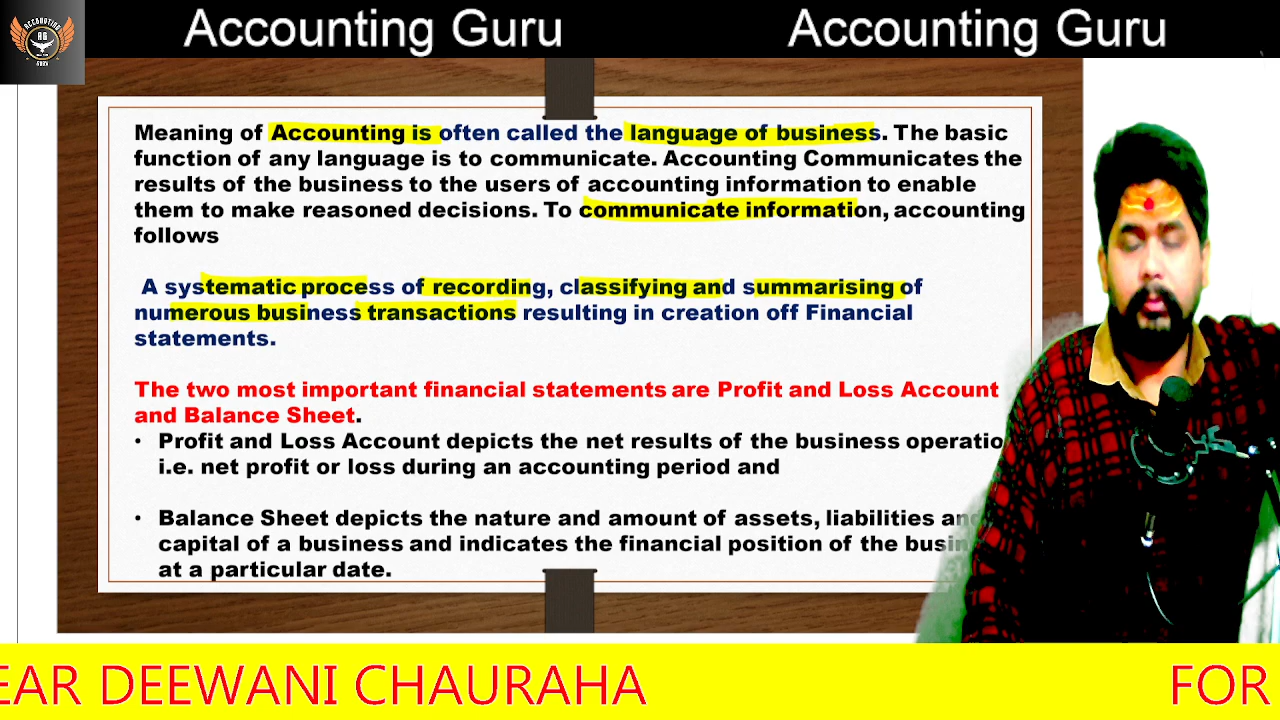 Accounting Guru
Accounting Guru
ACCOUNTING
AG
GURU
Meaning of Accounting is often called the language of business. The basic
function of any language is to communicate. Accounting Communicates the
results of the business to the users of accounting information to enable
them to make reasoned decisions. To communicate information, accounting
follows
A systematic process of recording, classifying and summarising of
numerous business transactions resulting in creation off Financial
statements.
The two most important financial statements are Profit and Loss Account
and Balance Sheet.
• Profit and Loss Account depicts the net results of the business operatio
i.e. net profit or loss during an accounting period and
• Balance Sheet depicts the nature and amount of assets, liabilities and
capital of a business and indicates the financial position of the busin
at a particular date.
EAR DEEWANI CHAURAHA
FOR